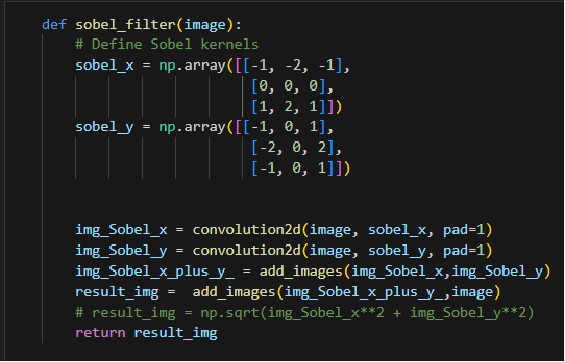 def sobel_filter(image):
    # Define Sobel kernels
    sobel_x = np.array([[-1, -2, -1],
                        [0, 0, 0],
                        [1, 2, 1]])
    sobel_y = np.array([[-1, 0, 1],
                        [-2, 0, 2],
                        [-1, 0, 1]])
    img_Sobel_x = convolution2d(image, sobel_x, pad=1)
    img_Sobel_y = convolution2d(image, sobel_y, pad=1)
    img_Sobel_x_plus_y_ = add_images(img_Sobel_x,img_Sobel_y)
    result_img =  add_images(img_Sobel_x_plus_y_,image)
    # result_img = np.sqrt(img_Sobel_x**2 + img_Sobel_y**2)
    return result_img